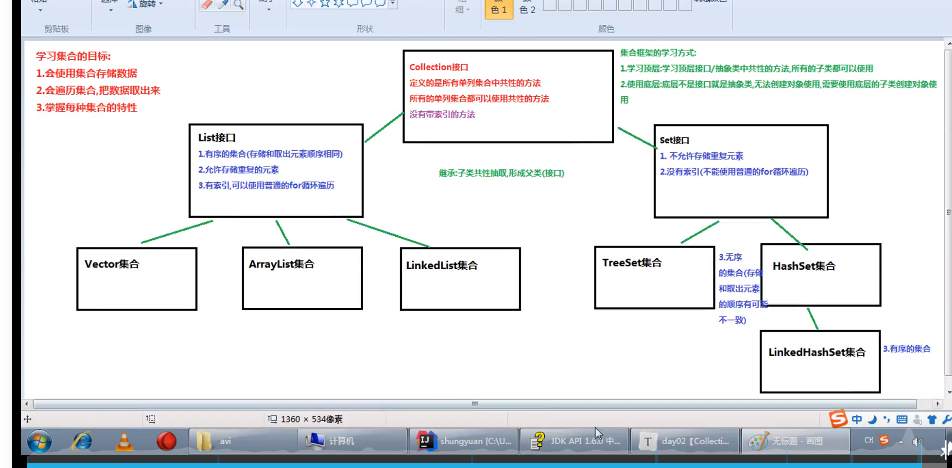 剪贴板
图像
旋转
工具
形状
细
色 1
颜
色 2
颜色
学习集合的目标:
1.会使用集合存储数据
2.会遍历集合,把数据取出来
3.掌握每种集合的特性
Collection接口
定义的是所有单列集合中共性的方法
所有的单列集合都可以使用共性的方法
没有带索引的方法
集合框架的学习方式:
1.学习顶层:学习顶层接口/抽象类中共性的方法,所有的子类都可以使用
2.使用底层:底层不是接口就是抽象类,无法创建对象使用,需要使用底层的子类创建对象使
用
List接口
1.有序的集合(存储和取出元素顺序相同)
2.允许存储重复的元素
3.有索引,可以使用普通的for循环遍历
继承:子类共性抽取,形成父类(接口)
Set接口
1. 不允许存储重复元素
2.没有索引(不能使用普通的for循环遍历)
Vector集合
ArrayList集合
LinkedList集合
TreeSet集合
3.无序
的集合(存储
和取出元素
的顺序有可能
不一致)
HashSet集合
LinkedHashSet集合
3.有序的集合
1360 × 534像素
中
avi
计算机
shungyuan [C:\U...
JDK API 1.6.0 中...
day02【Collecti...
无标题 - 画图
CH